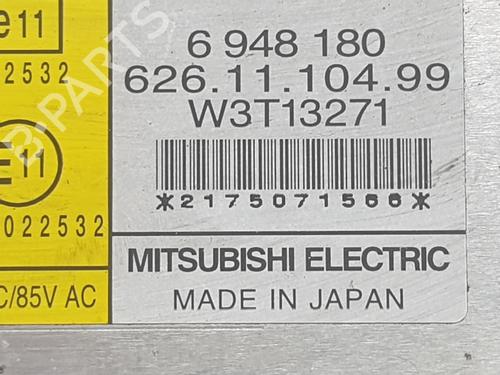 e11
2532
E11
022532
C/85V AC
6 948 180
626.11.104.99
W3T13271
*2175071566*
MITSUBISHI ELECTRIC
MADE IN JAPAN
B-PARTS